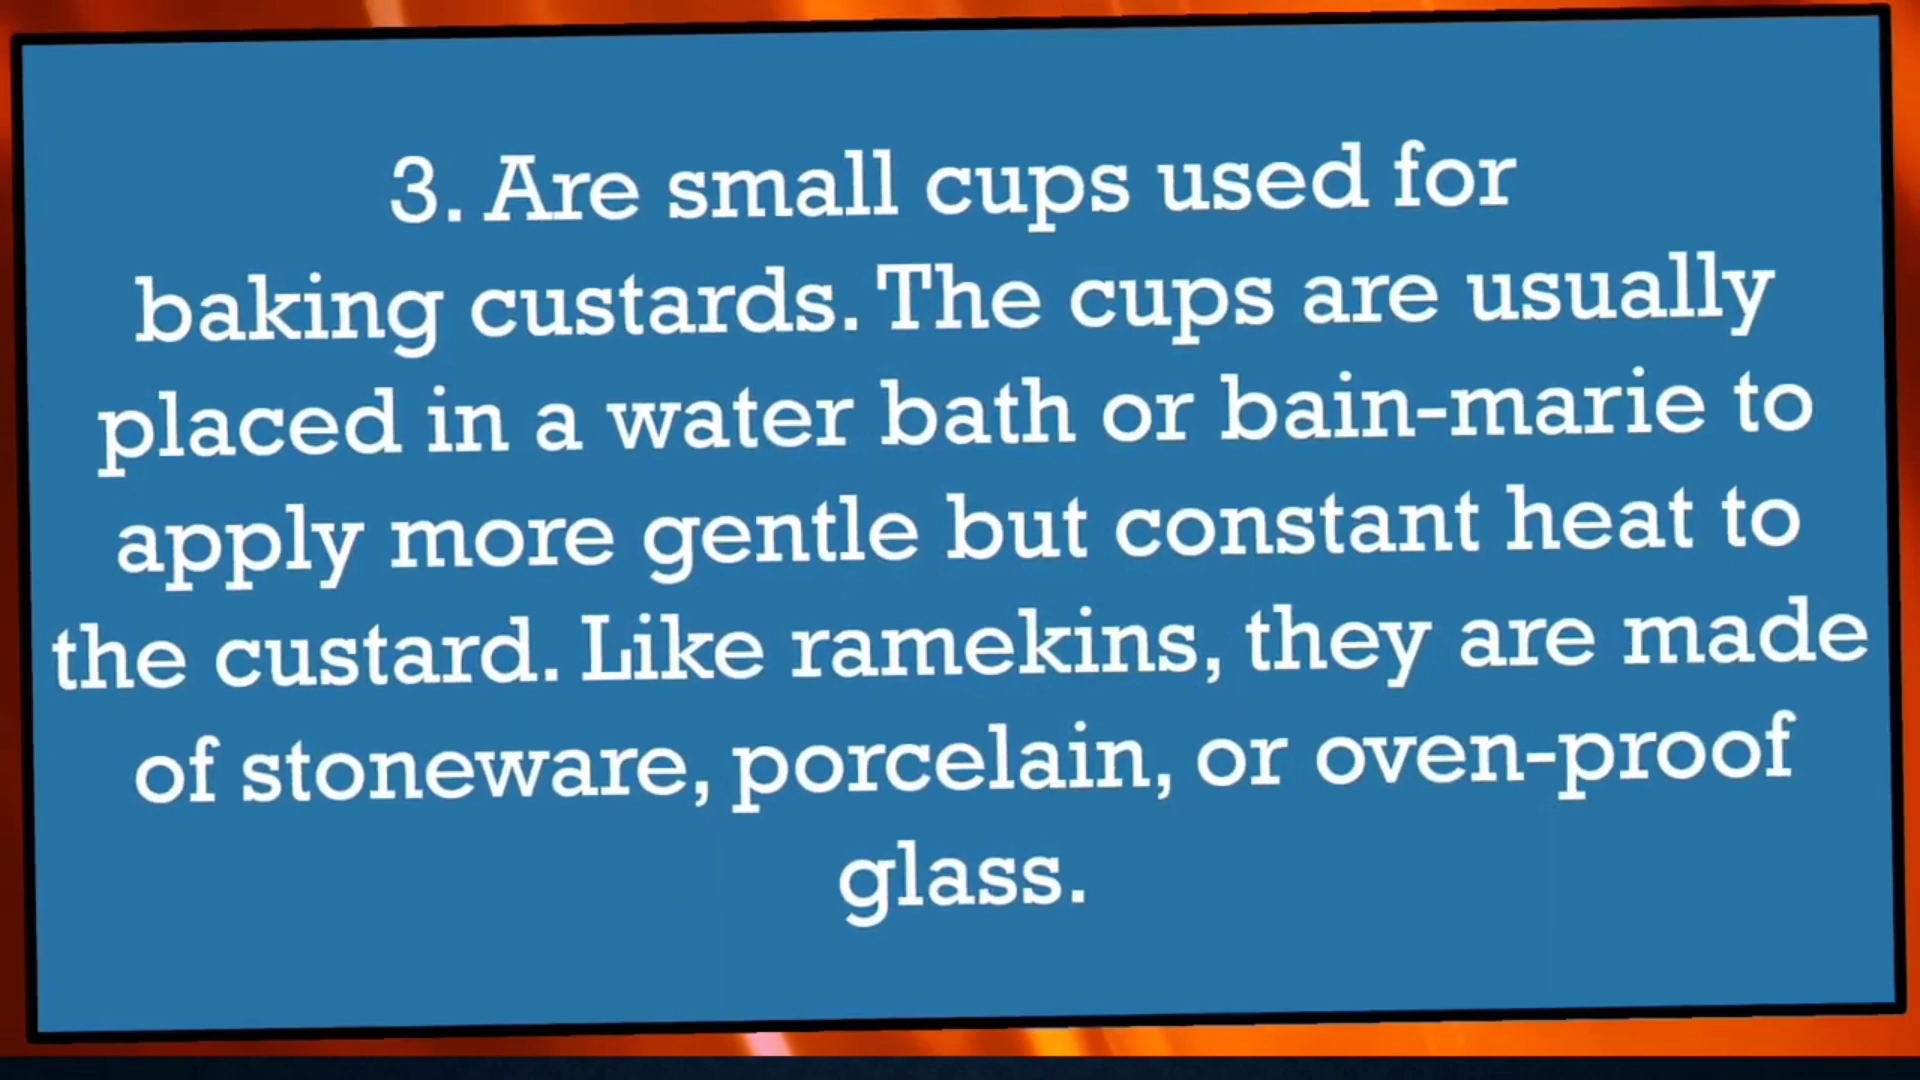 3. Are small cups used for
baking custards. The cups are usually
placed in a water bath or bain-marie to
apply more gentle but constant heat to
the custard. Like ramekins, they are made
of stoneware, porcelain, or oven-proof
glass.